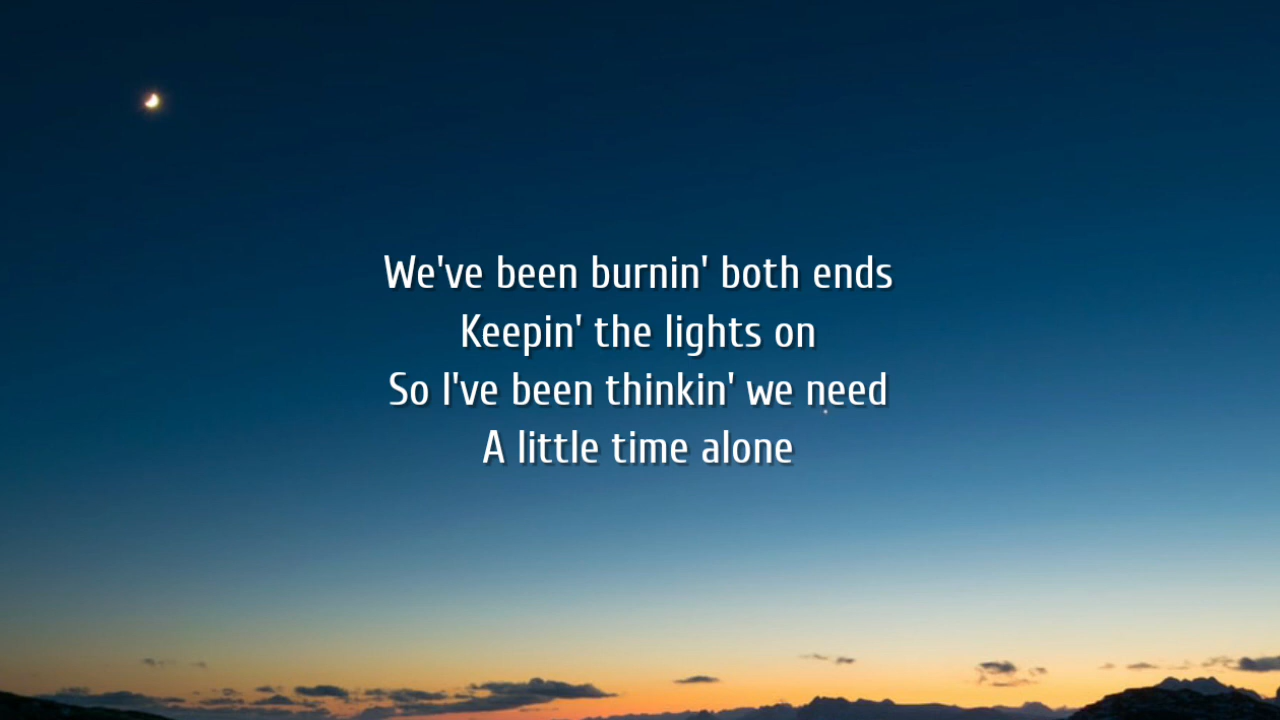 We've been burnin' both ends
Keepin' the lights on
So I've been thinkin' we need
A little time alone